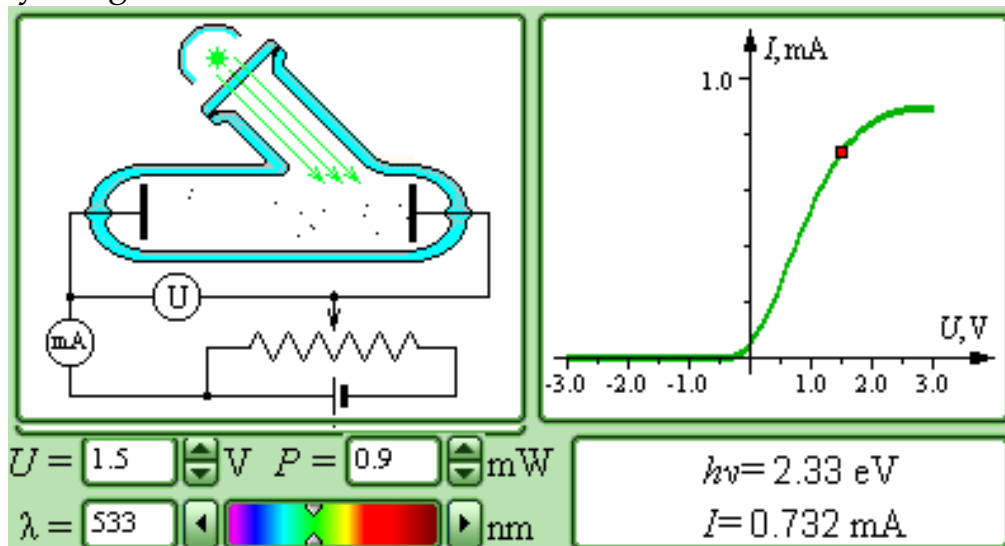 I, mA
1.0
U, V
-3.0 -2.0 -1.0 1.0 2.0 3.0
U
mA
U = 1.5 V P = 0.9 mW
λ = 533 nm
hν= 2.33 eV
I= 0.732 mA